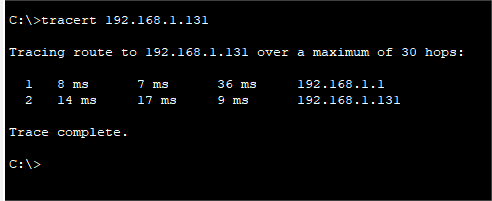 C:\>tracert 192.168.1.131
Tracing route to 192.168.1.131 over a maximum of 30 hops:
1 8 ms 7 ms 36 ms 192.168.1.1
2 14 ms 17 ms 9 ms 192.168.1.131
Trace complete.
C:\>